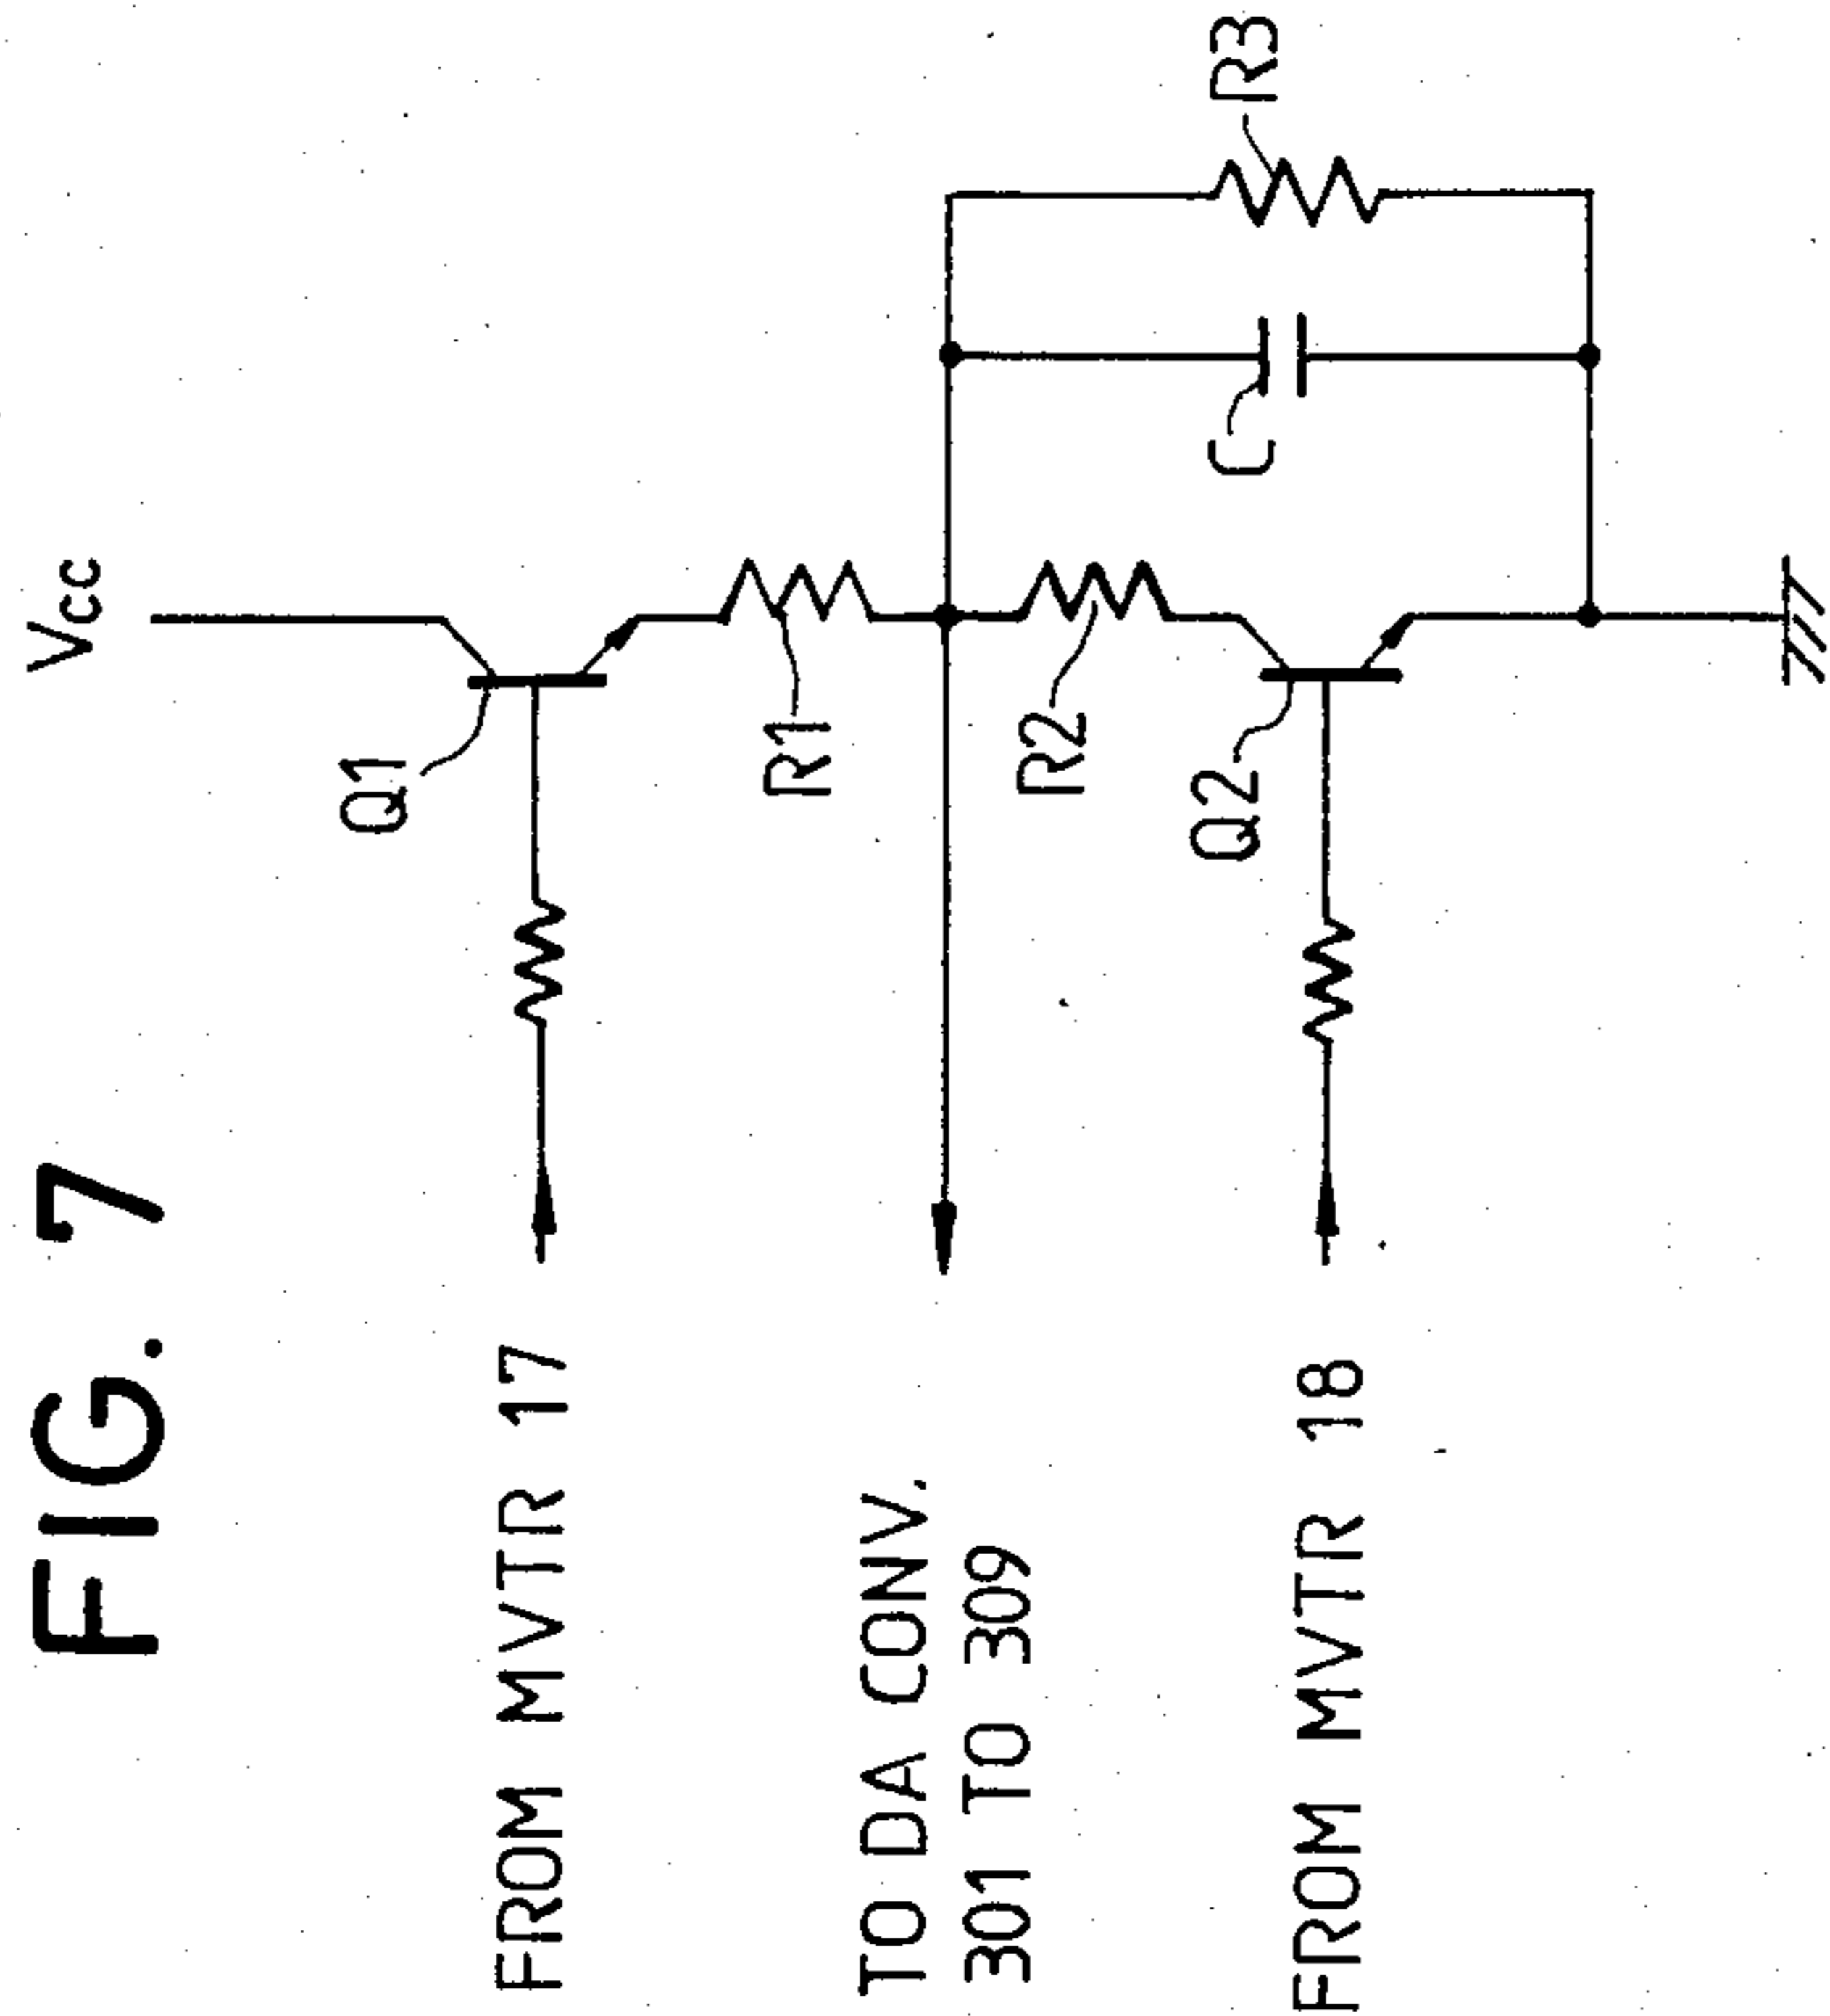 FIG. 7
Vcc
Q1
FROM MVTR 17
R1
TO DA CONV.
301 TO 309
R2
C
R3
Q2
FROM MVTR 18